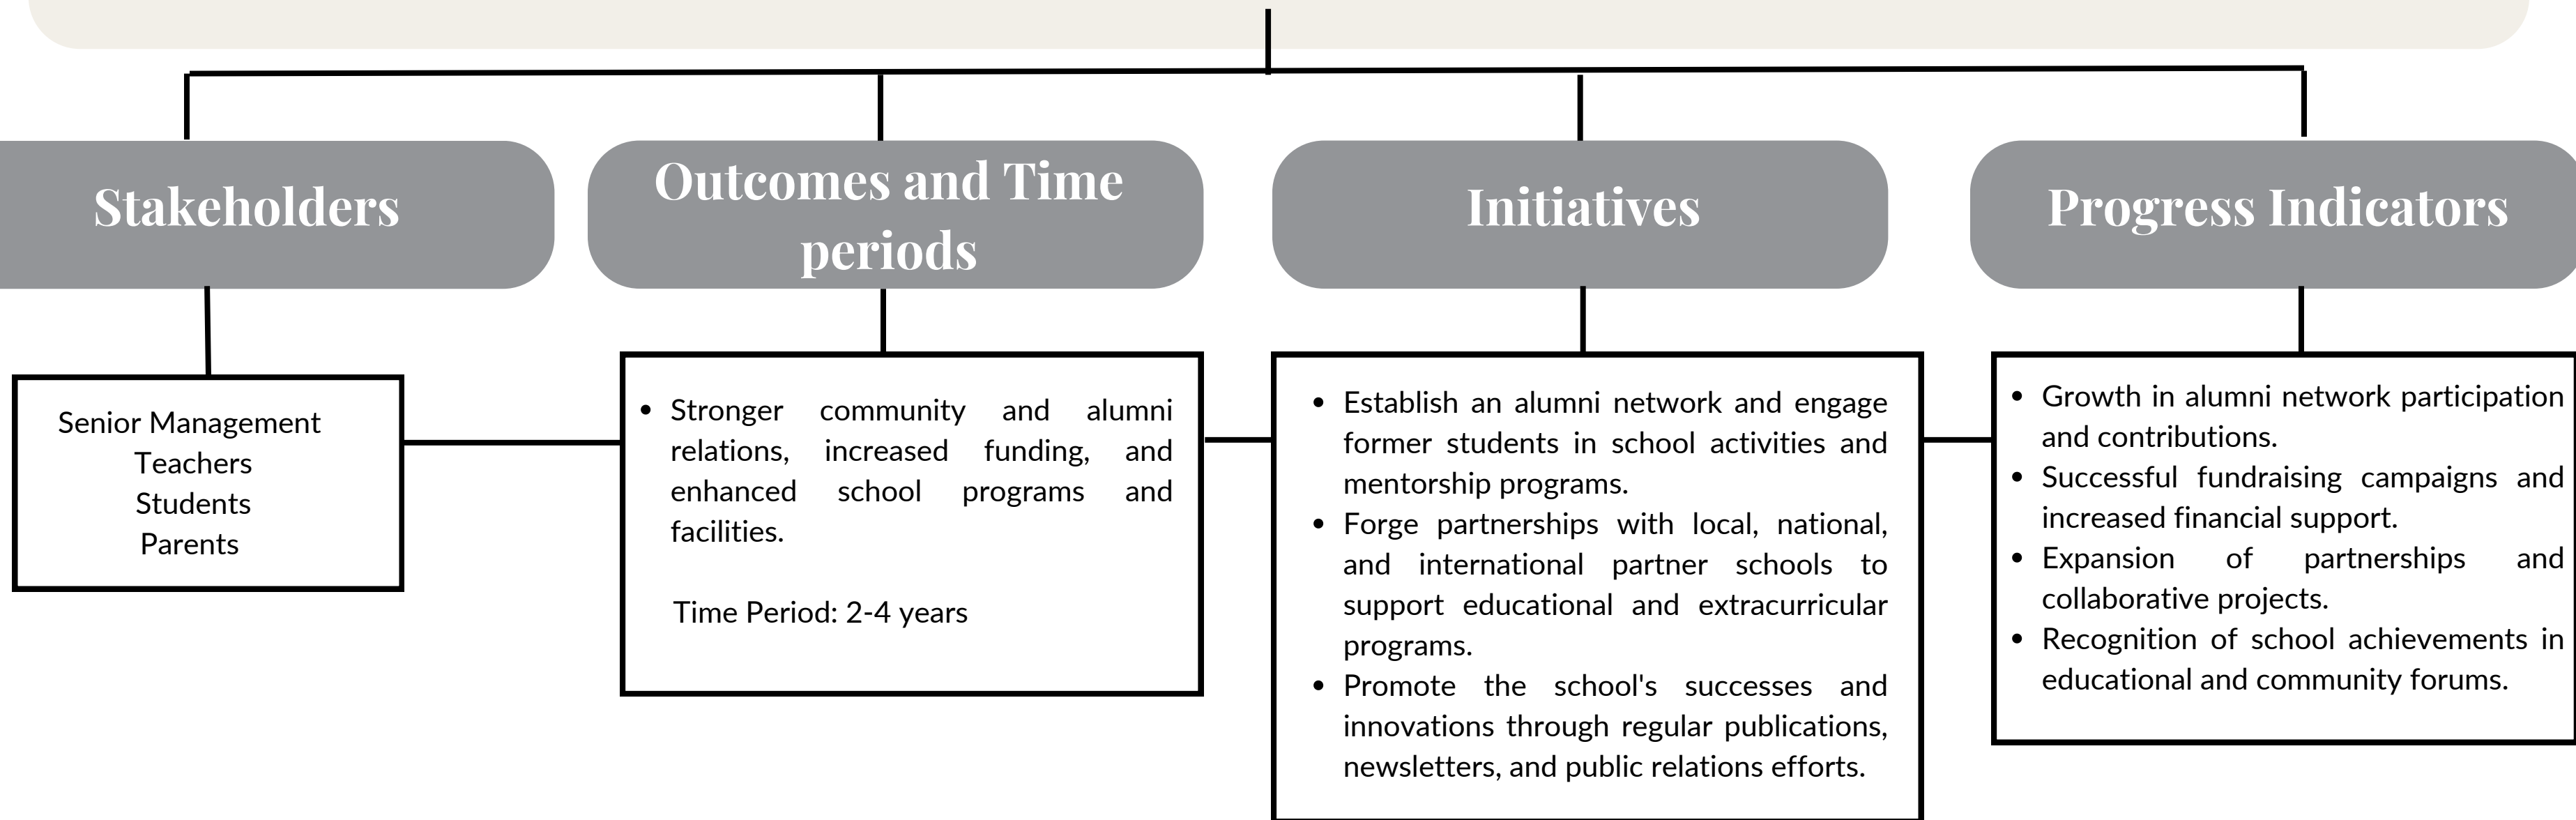 Stakeholders
Outcomes and Time
periods
Initiatives
Progress Indicators
Senior Management
Teachers
Students
Parents
• Stronger community and alumni
relations, increased funding, and
enhanced school programs and
facilities.
Time Period: 2-4 years
• Establish an alumni network and engage
former students in school activities and
mentorship programs.
• Forge partnerships with local, national,
and international partner schools to
support educational and extracurricular
programs.
• Promote the school's successes and
innovations through regular publications,
newsletters, and public relations efforts.
• Growth in alumni network participation
and contributions.
• Successful fundraising campaigns and
increased financial support.
• Expansion of partnerships and
collaborative projects.
• Recognition of school achievements in
educational and community forums.